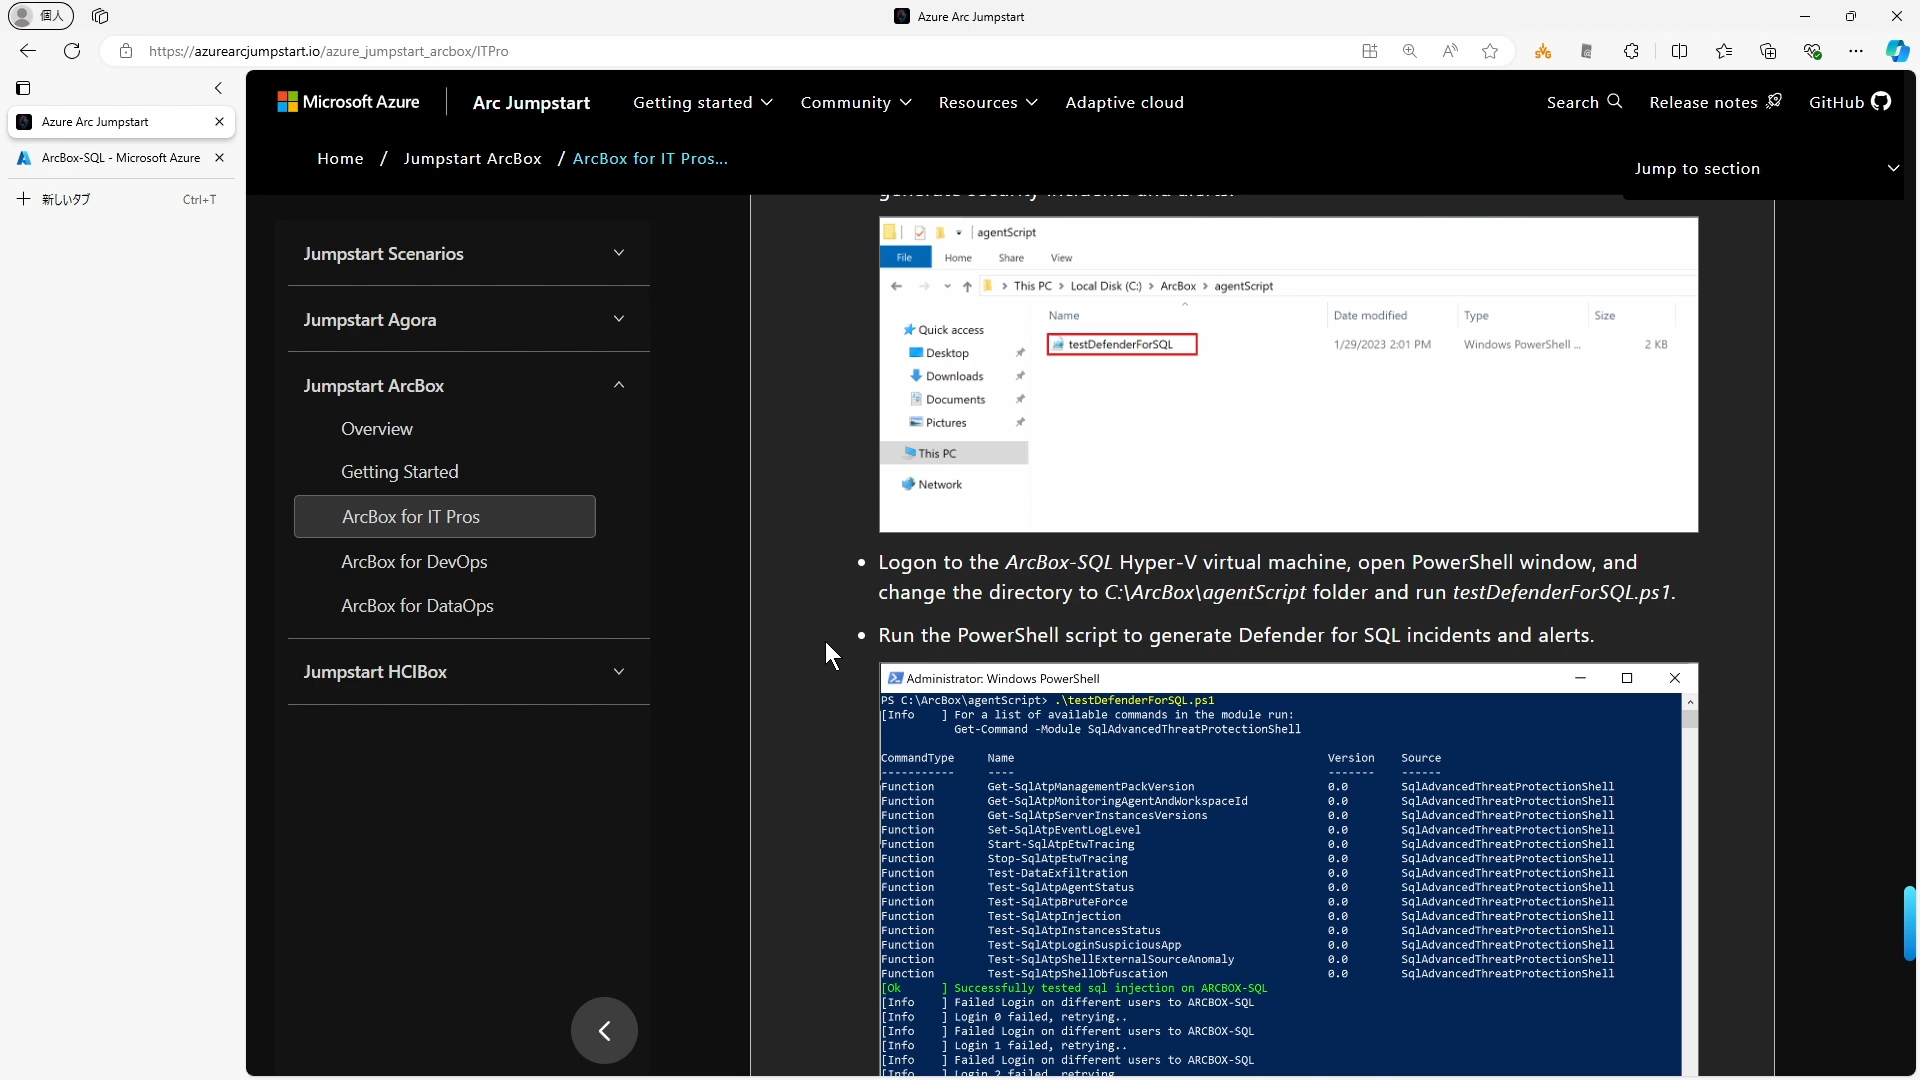 個人
Azure Arc Jumpstart
https://azurearcjumpstart.io/azure_jumpstart_arcbox/ITPro
Azure Arc Jumpstart
ArcBox-SQL - Microsoft Azure
新しいタブ Ctrl+T
Microsoft Azure
Arc Jumpstart
Getting started
Community
Resources
Adaptive cloud
Search
Release notes
GitHub
Home / Jumpstart ArcBox / ArcBox for IT Pros...
Jump to section
Jumpstart Scenarios
Jumpstart Agora
Jumpstart ArcBox
Overview
Getting Started
ArcBox for IT Pros
ArcBox for DevOps
ArcBox for DataOps
Jumpstart HCIBox
generate security incidents and alerts.
agentScript
File Home Share View
This PC > Local Disk (C:) > ArcBox > agentScript
Name Date modified Type Size
Quick access
testDefenderForSQL 1/29/2023 2:01 PM Windows PowerShell ... 2 KB
Desktop
Downloads
Documents
Pictures
This PC
Network
• Logon to the ArcBox-SQL Hyper-V virtual machine, open PowerShell window, and
change the directory to C:\ArcBox\agentScript folder and run testDefenderForSQL.ps1.
• Run the PowerShell script to generate Defender for SQL incidents and alerts.
Administrator: Windows PowerShell
PS C:\ArcBox\agentScript> .\testDefenderForSQL.ps1
[Info    ] For a list of available commands in the module run:
Get-Command -Module SqlAdvancedThreatProtectionShell
CommandType Name Version Source
----------- ---- ------- ------
Function Get-SqlAtpManagementPackVersion 0.0 SqlAdvancedThreatProtectionShell
Function Get-SqlAtpMonitoringAgentAndWorkspaceId 0.0 SqlAdvancedThreatProtectionShell
Function Get-SqlAtpServerInstancesVersions 0.0 SqlAdvancedThreatProtectionShell
Function Set-SqlAtpEventLogLevel 0.0 SqlAdvancedThreatProtectionShell
Function Start-SqlAtpEtwTracing 0.0 SqlAdvancedThreatProtectionShell
Function Stop-SqlAtpEtwTracing 0.0 SqlAdvancedThreatProtectionShell
Function Test-DataExfiltration 0.0 SqlAdvancedThreatProtectionShell
Function Test-SqlAtpAgentStatus 0.0 SqlAdvancedThreatProtectionShell
Function Test-SqlAtpBruteForce 0.0 SqlAdvancedThreatProtectionShell
Function Test-SqlAtpInjection 0.0 SqlAdvancedThreatProtectionShell
Function Test-SqlAtpInstancesStatus 0.0 SqlAdvancedThreatProtectionShell
Function Test-SqlAtpLoginSuspiciousApp 0.0 SqlAdvancedThreatProtectionShell
Function Test-SqlAtpShellExternalSourceAnomaly 0.0 SqlAdvancedThreatProtectionShell
Function Test-SqlAtpShellObfuscation 0.0 SqlAdvancedThreatProtectionShell
[Ok      ] Successfully tested sql injection on ARCBOX-SQL
[Info    ] Failed Login on different users to ARCBOX-SQL
[Info    ] Login 0 failed, retrying..
[Info    ] Failed Login on different users to ARCBOX-SQL
[Info    ] Login 1 failed, retrying..
[Info    ] Failed Login on different users to ARCBOX-SQL
[Info    ] Login 2 failed, retrying